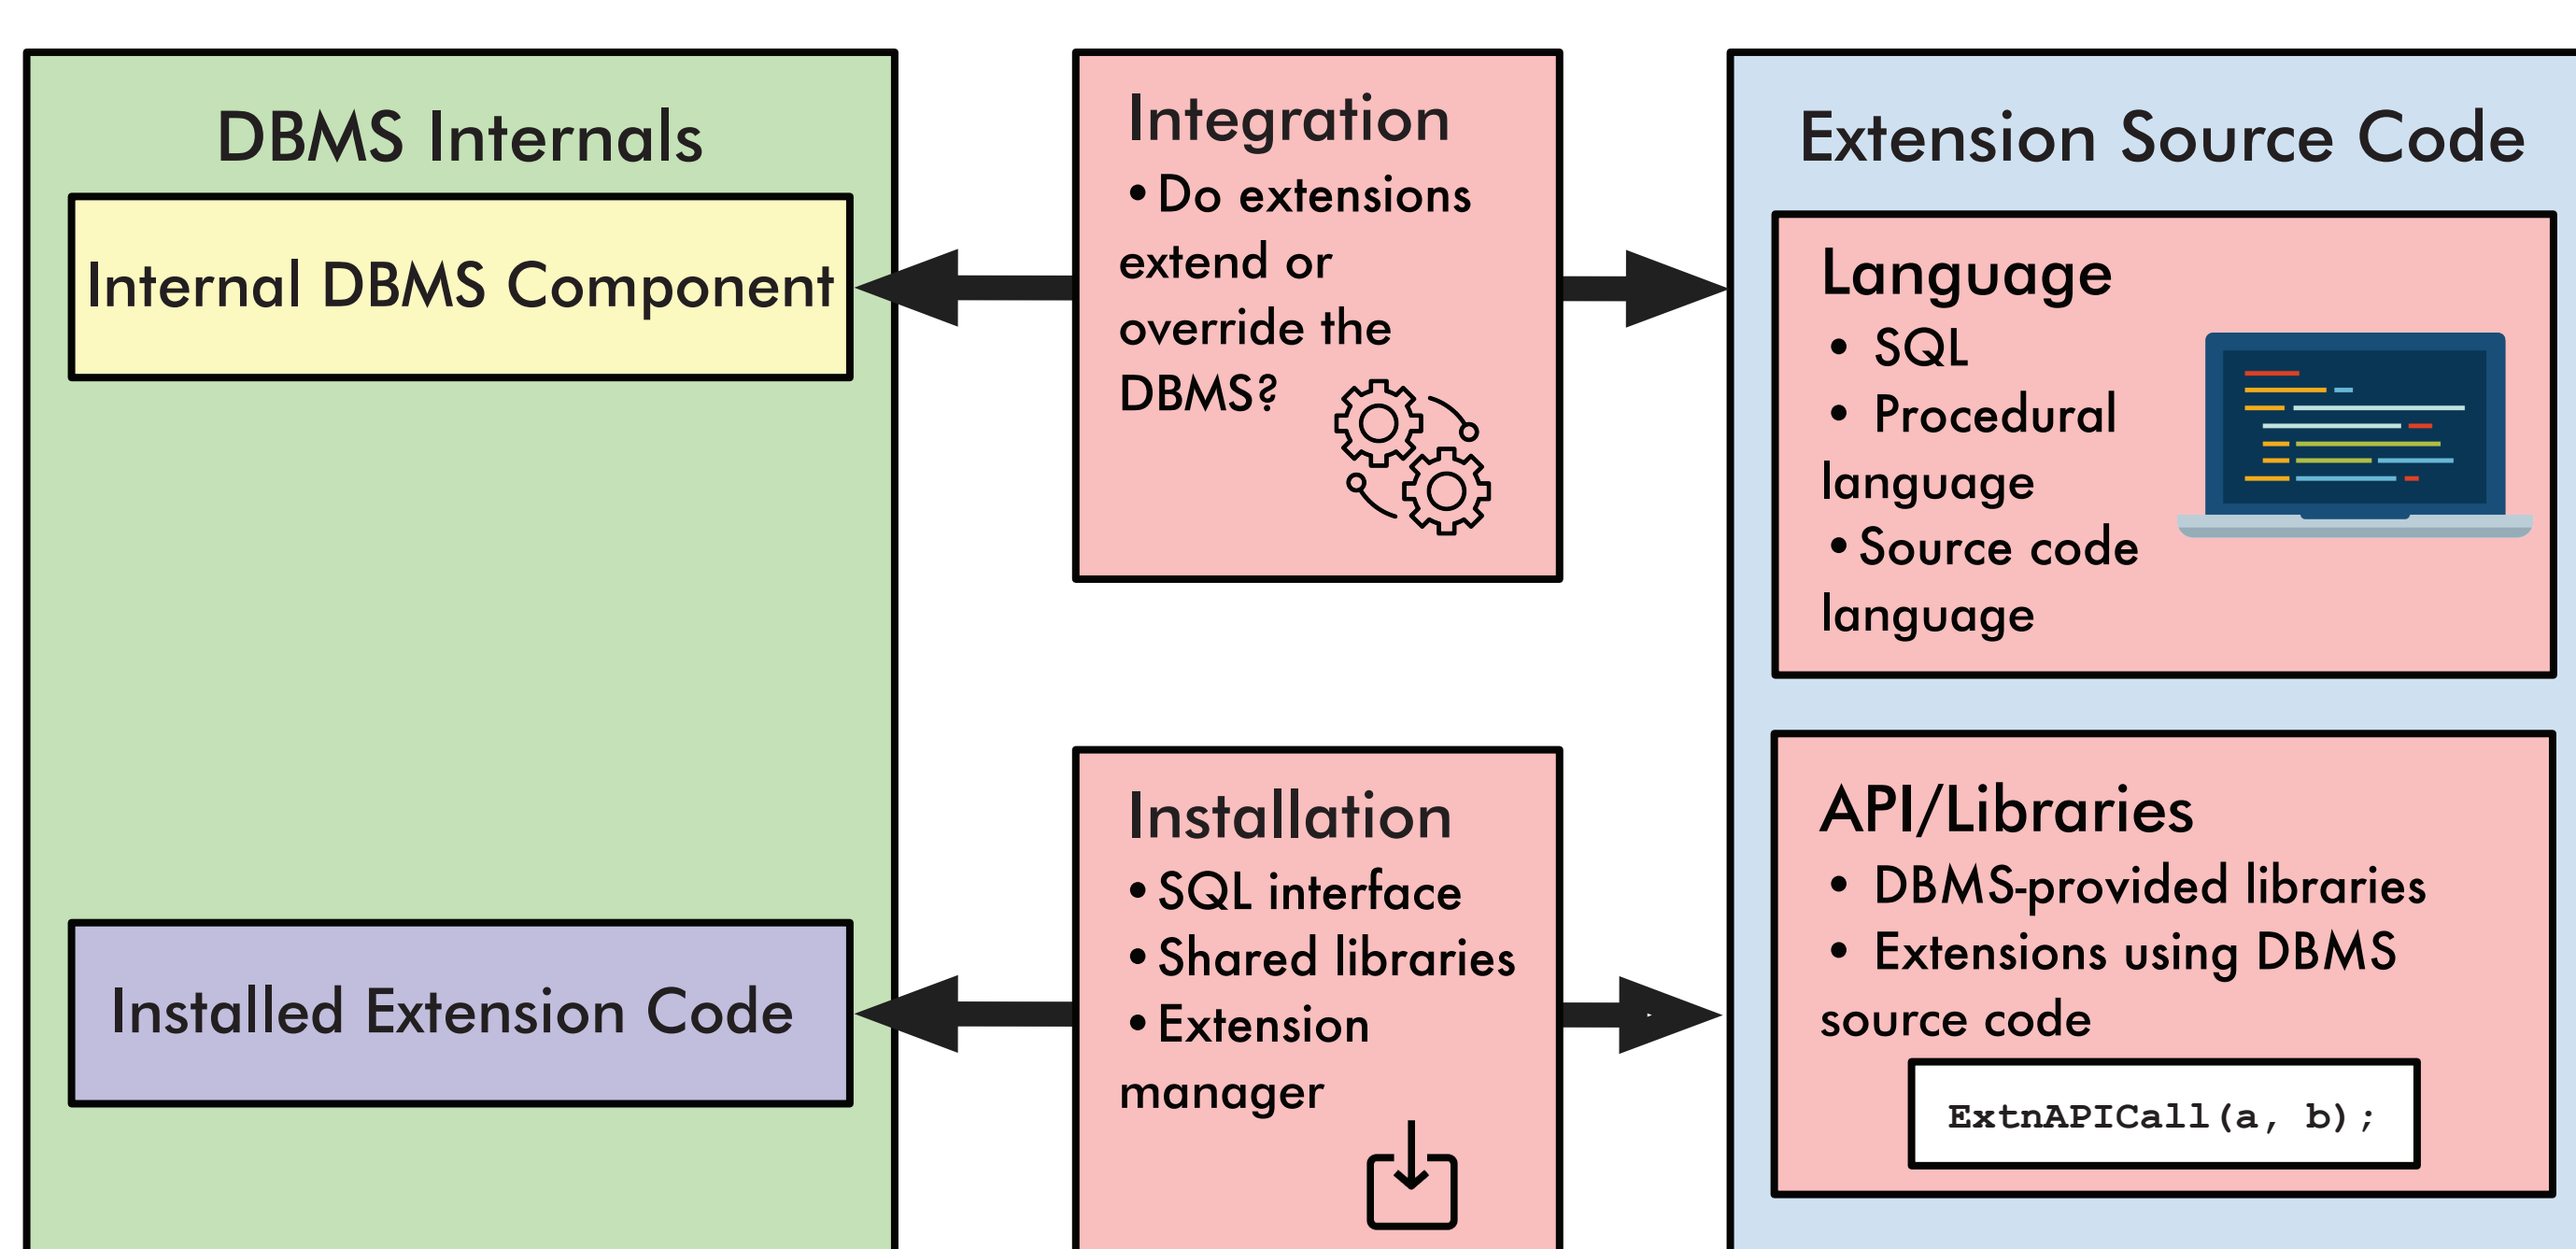 DBMS Internals
Internal DBMS Component
Installed Extension Code
Integration
•Do extensions
extend or
override the
DBMS?
Installation
•SQL interface
•Shared libraries
•Extension
manager
Extension Source Code
Language
• SQL
• Procedural
language
•Source code
language
API/Libraries
• DBMS-provided libraries
• Extensions using DBMS
source code
ExtnAPICall(a, b);